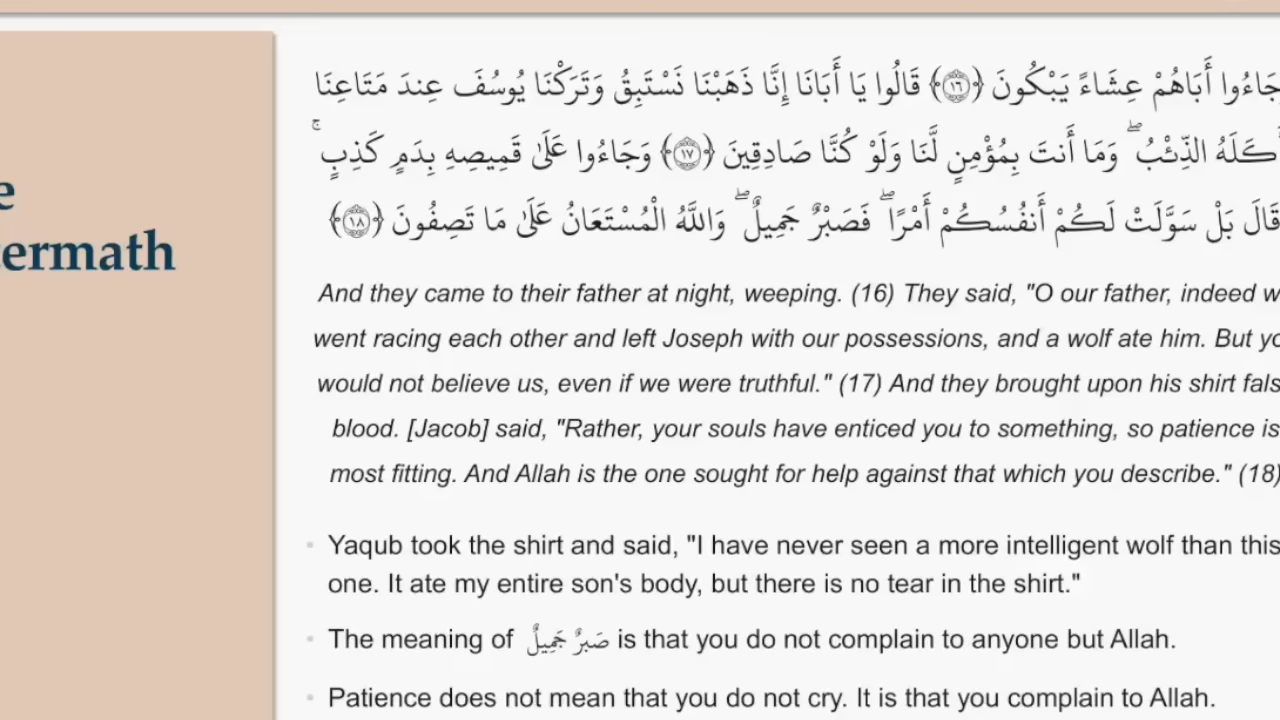 e
termath
جَاءُوا أَبَاهُمْ عِشَاءً يَبْكُونَ ﴿١٦﴾ قَالُوا يَا أَبَانَا إِنَّا ذَهَبْنَا نَسْتَبِقُ وَتَرَكْنَا يُوسُفَ عِندَ مَتَاعِنَا
كَلَهُ الذِّئْبُ ۖ وَمَا أَنتَ بِمُؤْمِنٍ لَّنَا وَلَوْ كُنَّا صَادِقِينَ ﴿١٧﴾ وَجَاءُوا عَلَىٰ قَمِيصِهِ بِدَمٍ كَذِبٍ ۚ
قَالَ بَلْ سَوَّلَتْ لَكُمْ أَنفُسُكُمْ أَمْرًا ۖ فَصَبْرٌ جَمِيلٌ ۖ وَاللَّهُ الْمُسْتَعَانُ عَلَىٰ مَا تَصِفُونَ ﴿١٨﴾
And they came to their father at night, weeping. (16) They said, "O our father, indeed w
went racing each other and left Joseph with our possessions, and a wolf ate him. But yo
would not believe us, even if we were truthful." (17) And they brought upon his shirt fals
blood. [Jacob] said, "Rather, your souls have enticed you to something, so patience is
most fitting. And Allah is the one sought for help against that which you describe." (18)
Yaqub took the shirt and said, "I have never seen a more intelligent wolf than this
one. It ate my entire son's body, but there is no tear in the shirt."
The meaning of صَبرٌ جَمِيلٌ is that you do not complain to anyone but Allah.
Patience does not mean that you do not cry. It is that you complain to Allah.